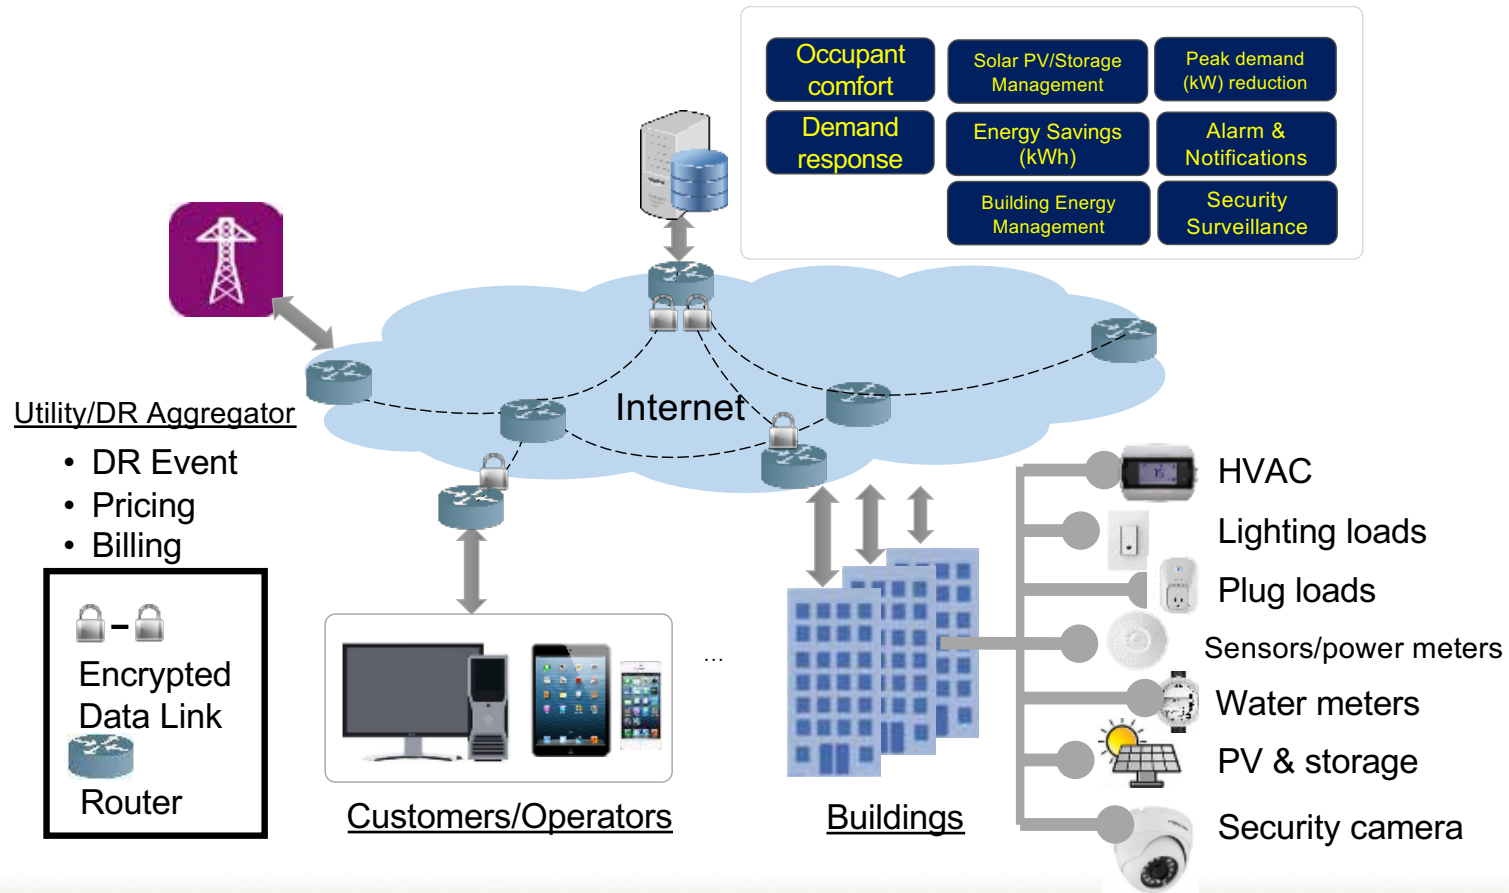 Occupant
comfort
Solar PV/Storage
Management
Peak demand
(kW) reduction
Demand
response
Energy Savings
(kWh)
Alarm &
Notifications
Building Energy
Management
Security
Surveillance
Internet
Utility/DR Aggregator
• DR Event
• Pricing
• Billing
–
Encrypted
Data Link
Router
Customers/Operators
...
Buildings
HVAC
Lighting loads
Plug loads
Sensors/power meters
Water meters
PV & storage
Security camera